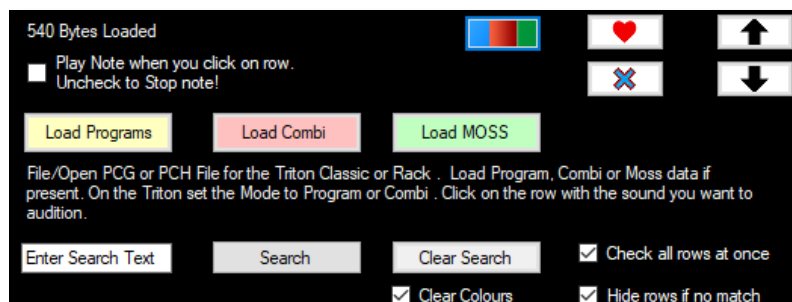 540 Bytes Loaded
Play Note when you click on row.
Uncheck to Stop note!
Load Programs
Load Combi
Load MOSS
File/Open PCG or PCH File for the Triton Classic or Rack .  Load Program, Combi or Moss data if
present. On the Triton set the Mode to Program or Combi . Click on the row with the sound you want to
audition.
Enter Search Text
Search
Clear Search
Check all rows at once
Clear Colours
Hide rows if no match